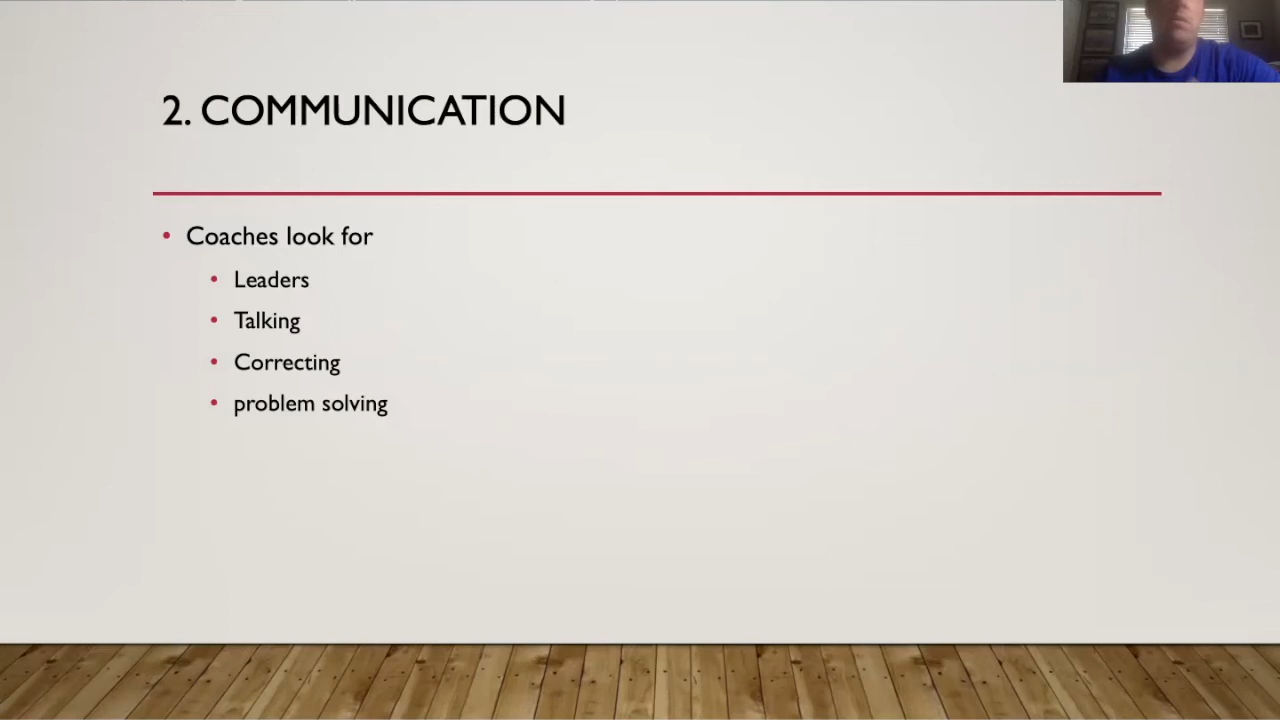 2. COMMUNICATION
• Coaches look for
• Leaders
• Talking
• Correcting
• problem solving